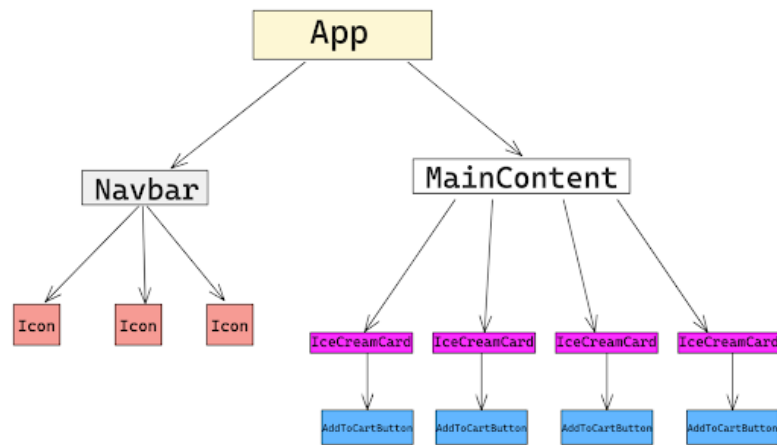 App
Navbar
MainContent
Icon
Icon
Icon
IceCreamCard
IceCreamCard
IceCreamCard
IceCreamCard
AddToCartButton
AddToCartButton
AddToCartButton
AddToCartButton